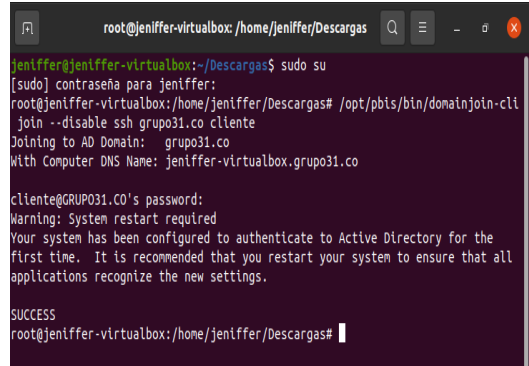 root@jeniffer-virtualbox: /home/jeniffer/Descargas
jeniffer@jeniffer-virtualbox:~/Descargas$ sudo su
[sudo] contraseña para jeniffer:
root@jeniffer-virtualbox:/home/jeniffer/Descargas# /opt/pbis/bin/domainjoin-cli
join --disable ssh grupo31.co cliente
Joining to AD Domain:   grupo31.co
With Computer DNS Name: jeniffer-virtualbox.grupo31.co
cliente@GRUPO31.CO's password:
Warning: System restart required
Your system has been configured to authenticate to Active Directory for the
first time.  It is recommended that you restart your system to ensure that all
applications recognize the new settings.
SUCCESS
root@jeniffer-virtualbox:/home/jeniffer/Descargas#